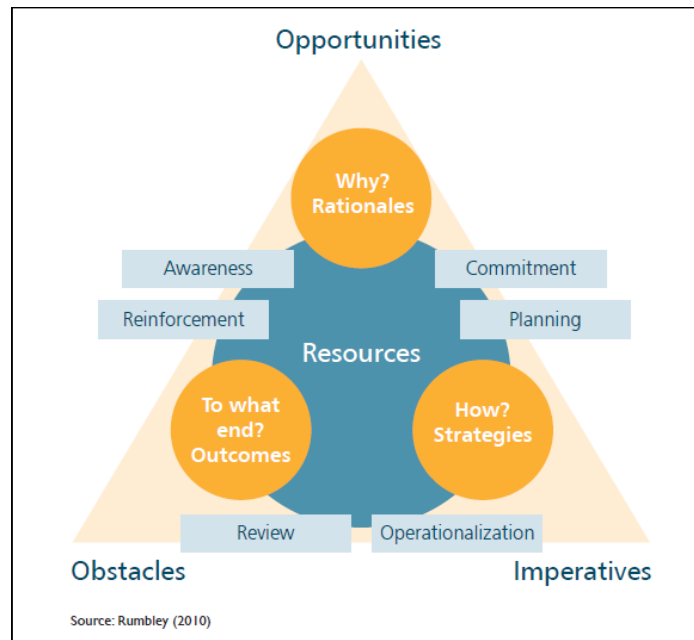 Opportunities
Why?
Rationales
Awareness
Commitment
Reinforcement
Planning
Resources
To what
end?
Outcomes
How?
Strategies
Review
Operationalization
Obstacles
Imperatives
Source: Rumbley (2010)